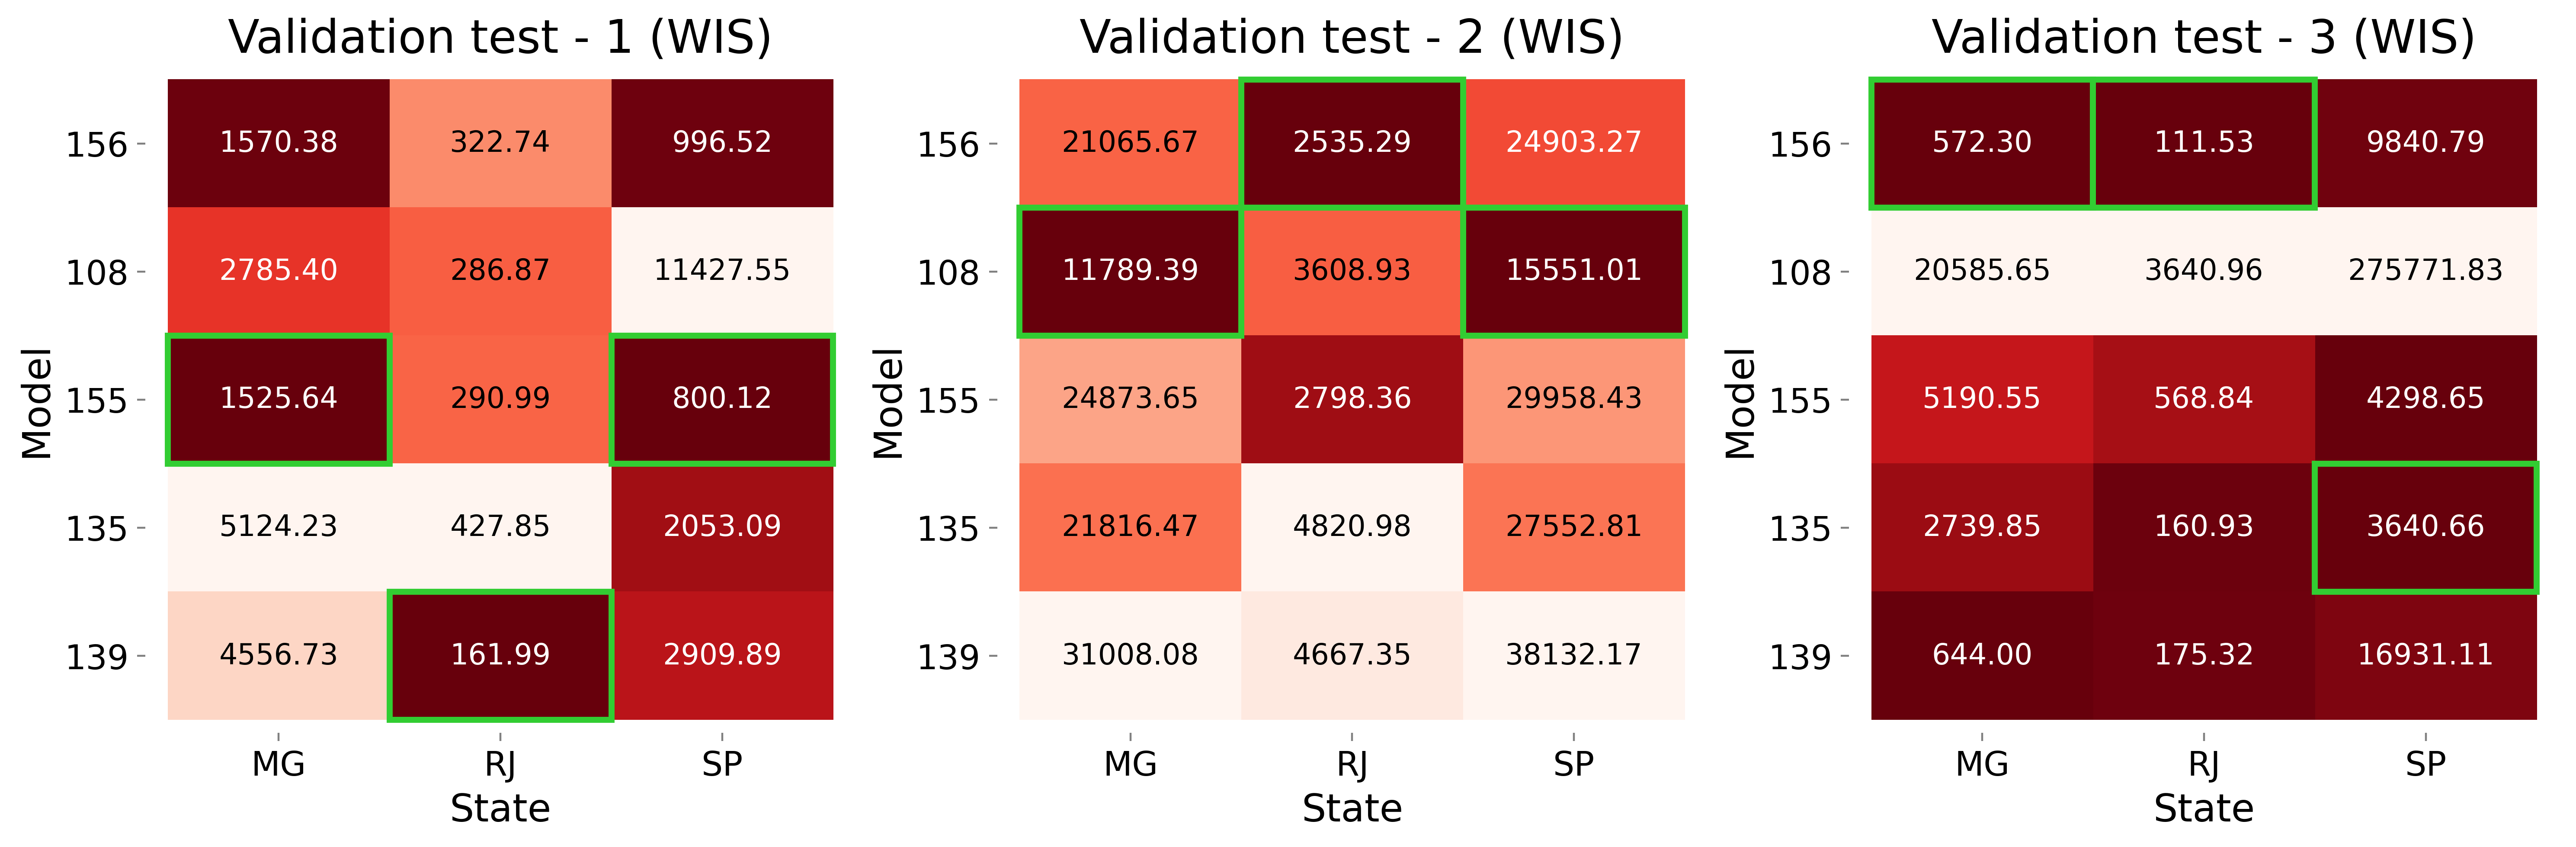 Validation test - 1 (WIS)
156 1570.38 322.74 996.52
108 2785.40 286.87 11427.55
155 1525.64 290.99 800.12
135 5124.23 427.85 2053.09
139 4556.73 161.99 2909.89
Model
MG RJ SP
State
Validation test - 2 (WIS)
156 21065.67 2535.29 24903.27
108 11789.39 3608.93 15551.01
155 24873.65 2798.36 29958.43
135 21816.47 4820.98 27552.81
139 31008.08 4667.35 38132.17
Model
MG RJ SP
State
Validation test - 3 (WIS)
156 572.30 111.53 9840.79
108 20585.65 3640.96 275771.83
155 5190.55 568.84 4298.65
135 2739.85 160.93 3640.66
139 644.00 175.32 16931.11
Model
MG RJ SP
State